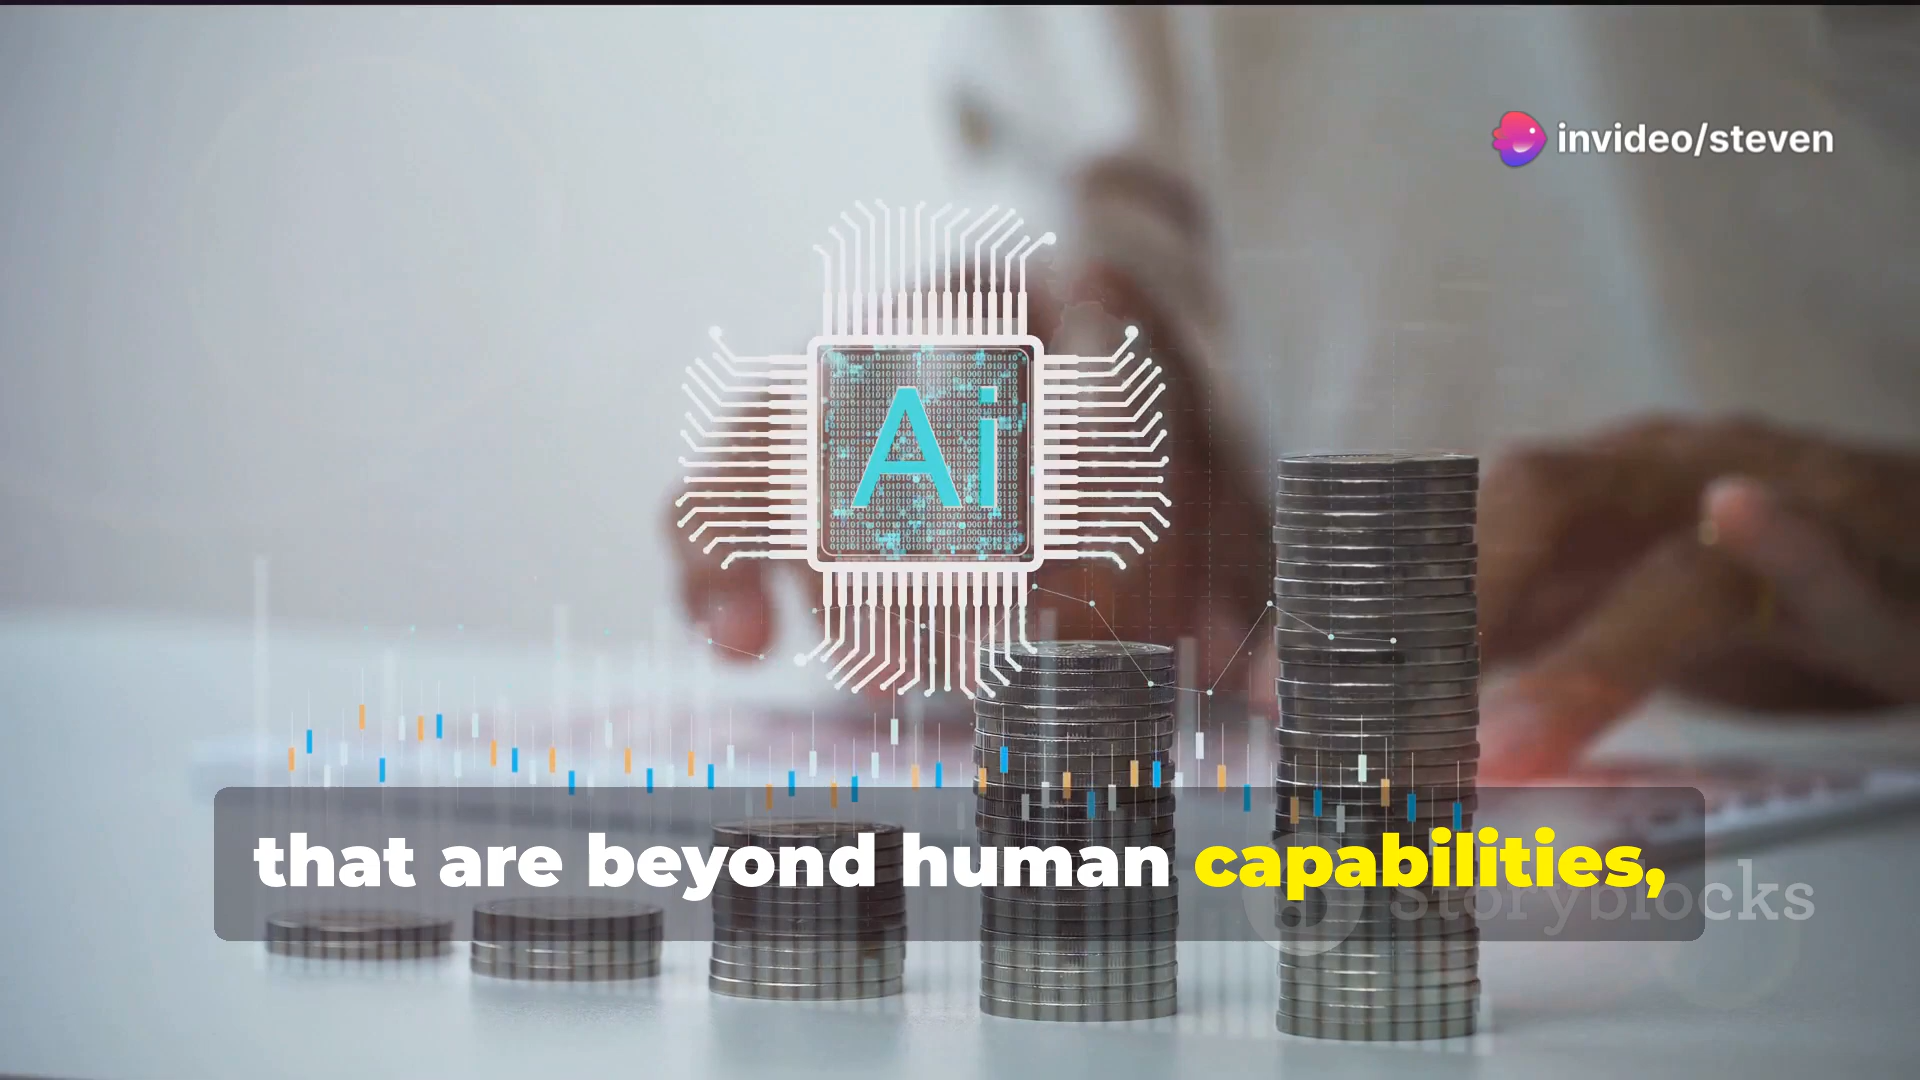 invideo/steven
Ai
that are beyond human capabilities,
Storyblocks